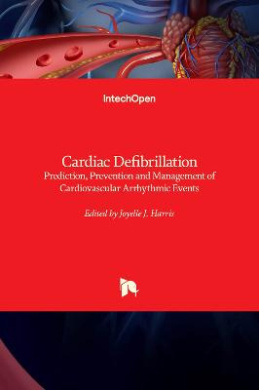 IntechOpen
Cardiac Defibrillation
Prediction, Prevention and Management of
Cardiovascular Arrhythmic Events
Edited by Joyelle J. Harris